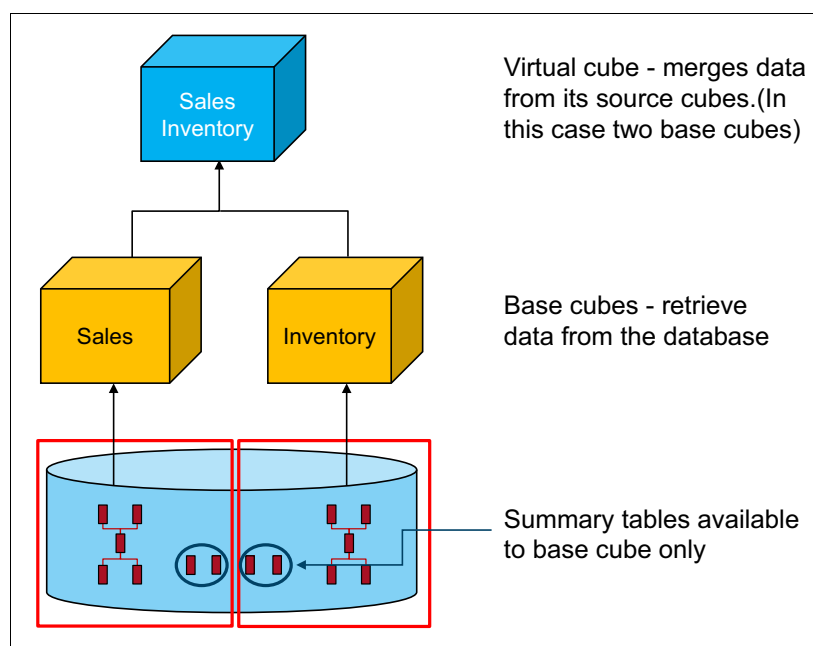 Sales
Inventory
Virtual cube - merges data
from its source cubes.(In
this case two base cubes)
Sales
Inventory
Base cubes - retrieve
data from the database
Summary tables available
to base cube only